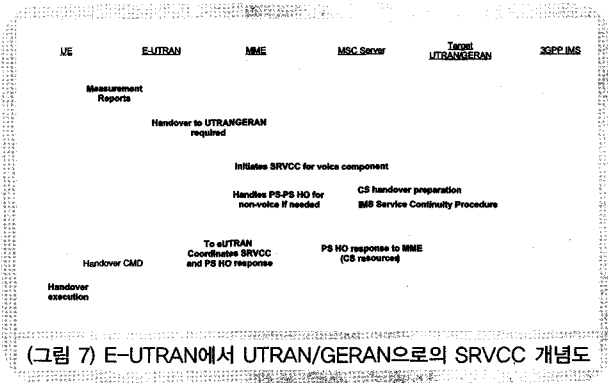 UE E-UTRAN MME MSC Server Target UTRAN/GERAN 3GPP IMS
Measurement
Reports
Handover to UTRANGERAN
required
Initiates SRVCC for voice component
Handles PS-PS HO for
non-voice if needed
CS handover preparation
IMS Service Continuity Procedure
To eUTRAN
Coordinates SRVCC
and PS HO response
PS HO response to MME
(CS resources)
Handover CMD
Handover
execution
(그림 7) E-UTRAN에서 UTRAN/GERAN으로의 SRVCC 개념도